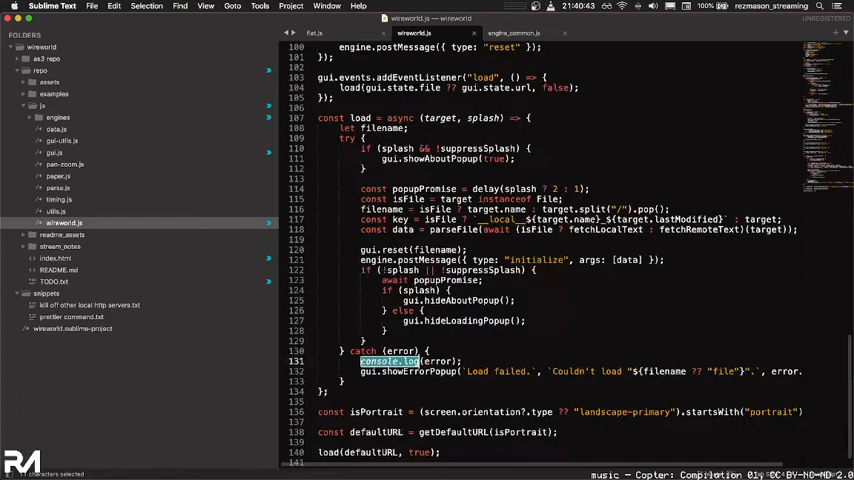 Sublime Text File Edit Selection Find View Goto Tools Project Window Help 21:40:43 100% rezmason_streaming
wireworld.js — wireworld
UNREGISTERED
FOLDERS
wireworld
as3 repo
repo
assets
examples
js
engines
data.js
gui-utils.js
gui.js
pan-zoom.js
paper.js
parse.js
timing.js
utils.js
wireworld.js
readme_assets
stream_notes
index.html
README.md
TODO.txt
snippets
kill off other local http servers.txt
prettier command.txt
wireworld.sublime-project
flat.js wireworld.js engine_common.js
100 engine.postMessage({ type: "reset" });
101 });
102
103 gui.events.addEventListener("load", () => {
104 load(gui.state.file ?? gui.state.url, false);
105 });
106
107 const load = async (target, splash) => {
108 let filename;
109 try {
110 if (splash && !suppressSplash) {
111 gui.showAboutPopup(true);
112 }
113
114 const popupPromise = delay(splash ? 2 : 1);
115 const isFile = target instanceof File;
116 filename = isFile ? target.name : target.split("/").pop();
117 const key = isFile ? `__local__${target.name}_${target.lastModified}` : target;
118 const data = parseFile(await (isFile ? fetchLocalText : fetchRemoteText)(target));
119
120 gui.reset(filename);
121 engine.postMessage({ type: "initialize", args: [data] });
122 if (!splash || !suppressSplash) {
123 await popupPromise;
124 if (splash) {
125 gui.hideAboutPopup();
126 } else {
127 gui.hideLoadingPopup();
128 }
129 }
130 } catch (error) {
131 console.log(error);
132 gui.showErrorPopup(`Load failed.`, `Couldn't load "${filename ?? "file"}".`, error.
133 }
134 };
135
136 const isPortrait = (screen.orientation?.type ?? "landscape-primary").startsWith("portrait")
137
138 const defaultURL = getDefaultURL(isPortrait);
139
140 load(defaultURL, true);
141
RM
11 characters selected
music — Copter: Compilation 01, CC BY-NC-ND 2.0